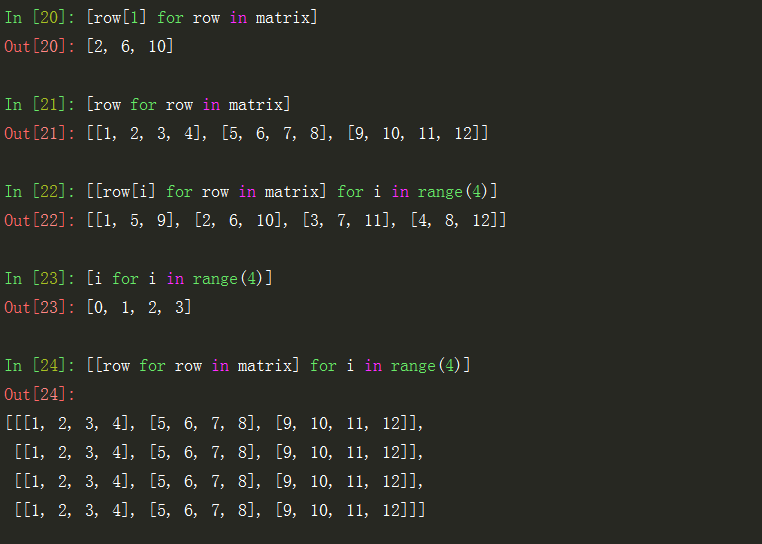 In [20]: [row[1] for row in matrix]
Out[20]: [2, 6, 10]
In [21]: [row for row in matrix]
Out[21]: [[1, 2, 3, 4], [5, 6, 7, 8], [9, 10, 11, 12]]
In [22]: [[row[i] for row in matrix] for i in range(4)]
Out[22]: [[1, 5, 9], [2, 6, 10], [3, 7, 11], [4, 8, 12]]
In [23]: [i for i in range(4)]
Out[23]: [0, 1, 2, 3]
In [24]: [[row for row in matrix] for i in range(4)]
Out[24]:
[[[1, 2, 3, 4], [5, 6, 7, 8], [9, 10, 11, 12]],
 [[1, 2, 3, 4], [5, 6, 7, 8], [9, 10, 11, 12]],
 [[1, 2, 3, 4], [5, 6, 7, 8], [9, 10, 11, 12]],
 [[1, 2, 3, 4], [5, 6, 7, 8], [9, 10, 11, 12]]]